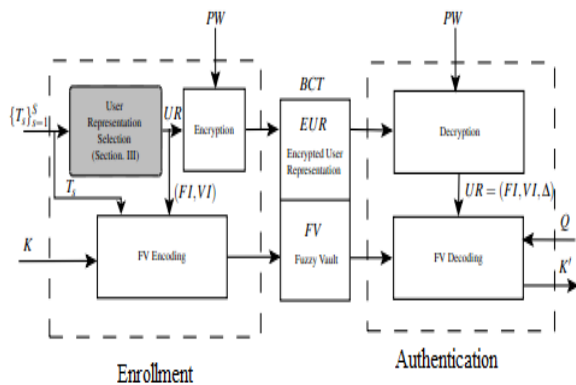 PW
PW
BCT
{T_s}^S_{s=1}
User
Representation
Selection
(Section. III)
UR
Encryption
EUR
Encrypted User
Representation
Decryption
T_s
(FI,VI)
UR = (FI,VI,Δ)
K
FV Encoding
FV
Fuzzy Vault
FV Decoding
Q
K'
Enrollment
Authentication